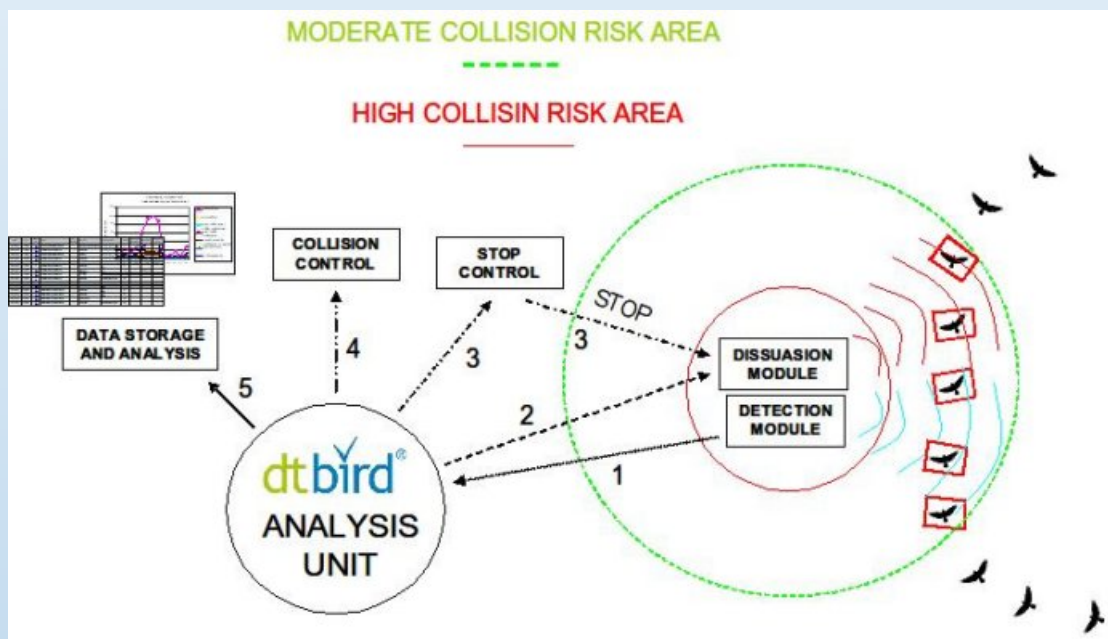 MODERATE COLLISION RISK AREA
HIGH COLLISIN RISK AREA
COLLISION
CONTROL
STOP
CONTROL
STOP
3
DATA STORAGE
AND ANALYSIS
4
3
DISSUASION
MODULE
5
2
DETECTION
MODULE
1
dtbird®
ANALYSIS
UNIT